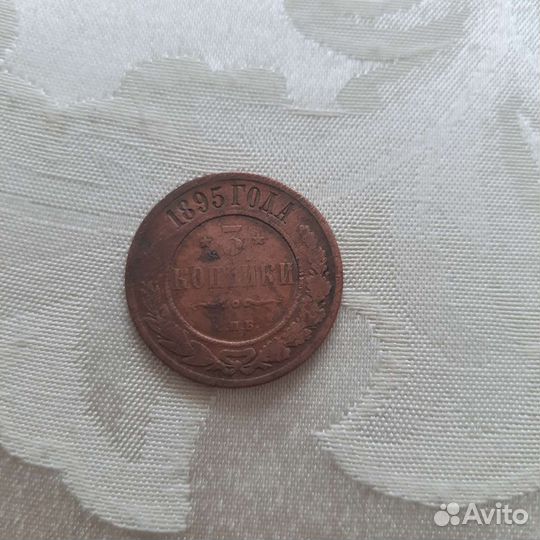 1895 ГОДА
* 3 *
КОПѢЙКИ
С.П.Б.
Avito